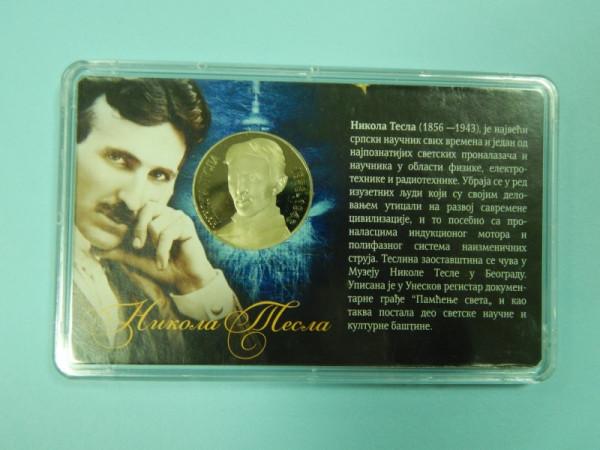 Никола Тесла (1856 —1943), је највећи
српски научник свих времена и један од
најпознатијих светских проналазача и
научника у области физике, електро-
технике и радиотехнике. Убраја се у ред
изузетних људи који су својим дело-
вањем утицали на развој савремене
цивилизације, и то посебно са про-
наласцима индукционог мотора и
полифазног система наизменичних
струја. Теслина заоставштина се чува у
Музеју Николе Тесле у Београду.
Уписана је у Унесков регистар докумен-
тарне грађе "Памћење света„ и као
таква постала део светске научне и
културне баштине.
Никола Тесла